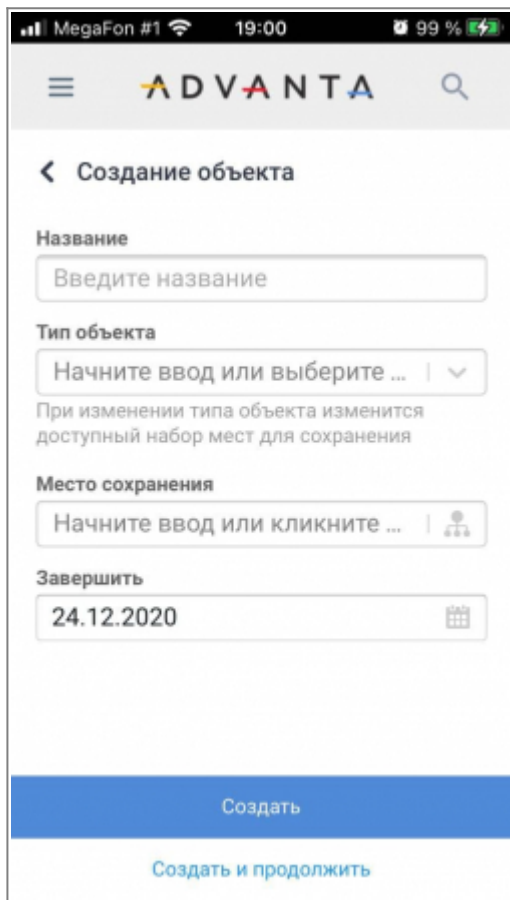 MegaFon #1 19:00 99 %
ADVANTA
Создание объекта
Название
Введите название
Тип объекта
Начните ввод или выберите ...
При изменении типа объекта изменится
доступный набор мест для сохранения
Место сохранения
Начните ввод или кликните ...
Завершить
24.12.2020
Создать
Создать и продолжить